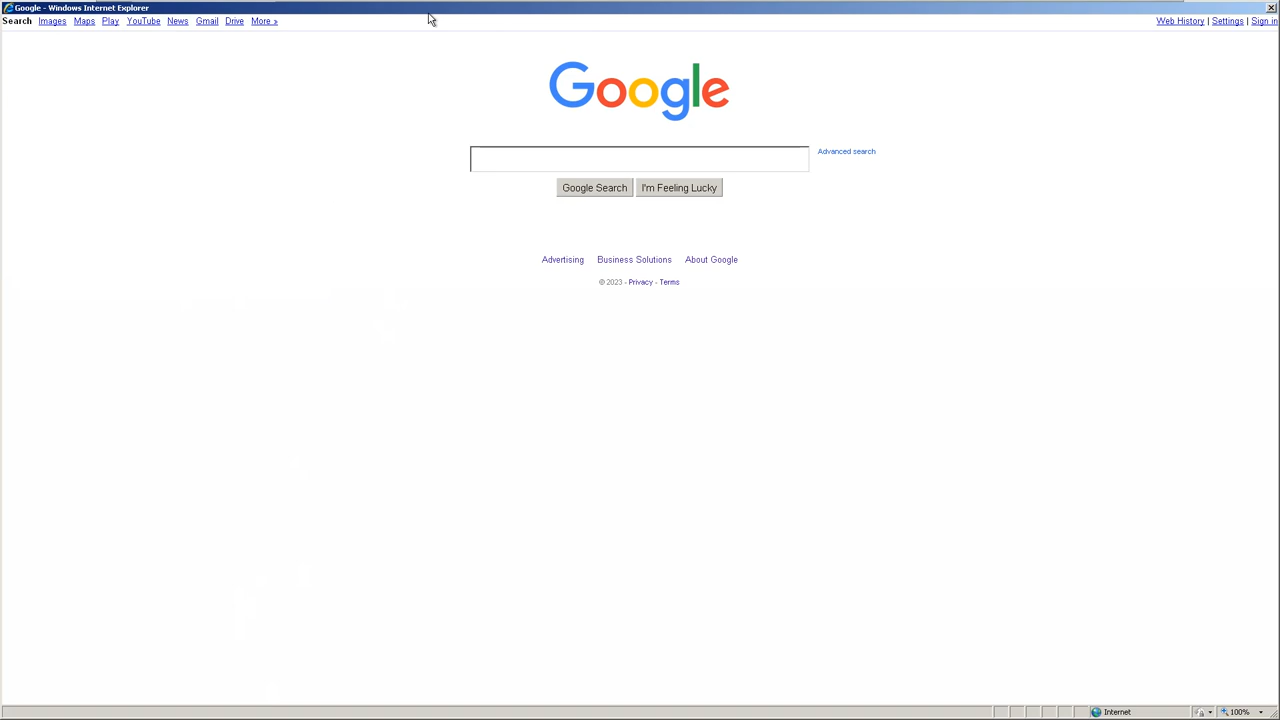 Google - Windows Internet Explorer
Search Images Maps Play YouTube News Gmail Drive More » Web History | Settings | Sign in
Google
Advanced search
Google Search I'm Feeling Lucky
Advertising Business Solutions About Google
© 2023 - Privacy - Terms
Internet 100%